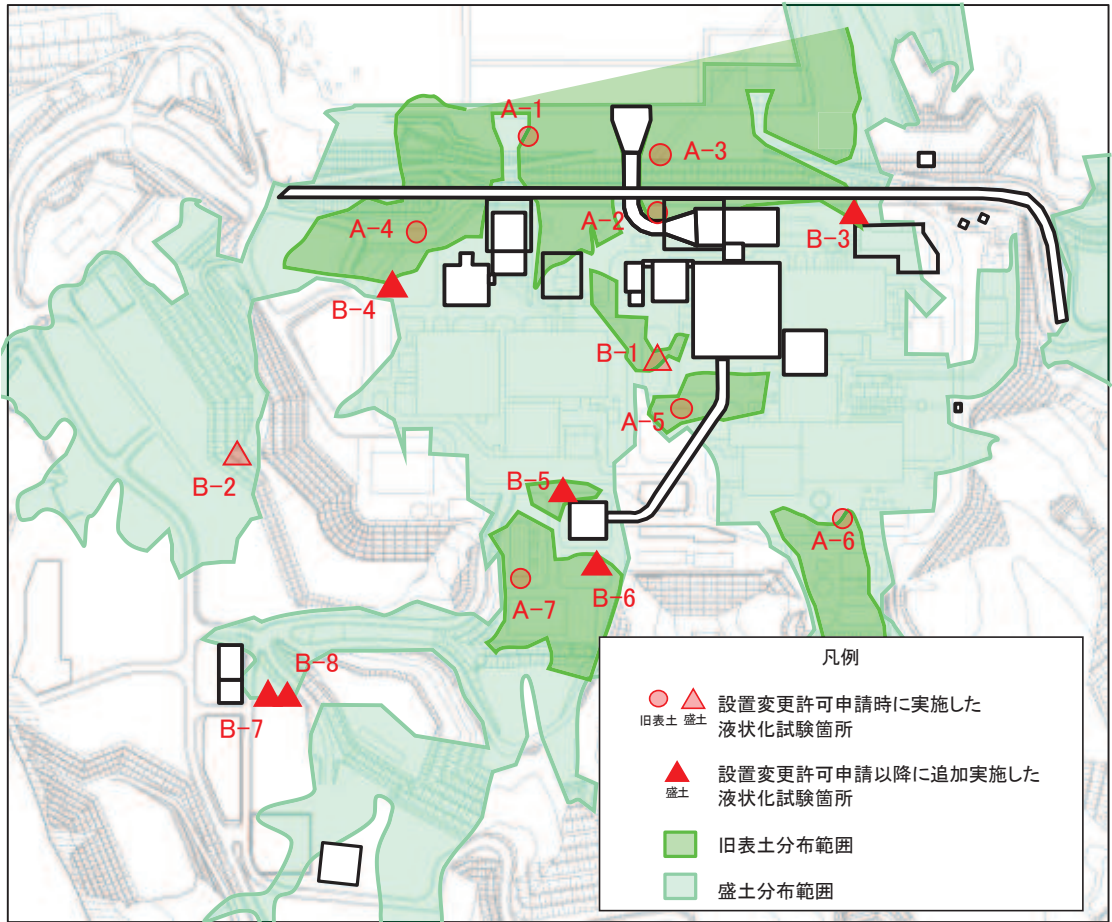 A-1
A-3
A-2
A-4
B-3
B-4
B-1
A-5
B-2
B-5
A-6
A-7
B-6
B-8
B-7
凡例
旧表土 盛土
設置変更許可申請時に実施した
液状化試験箇所
盛土
設置変更許可申請以降に追加実施した
液状化試験箇所
旧表土分布範囲
盛土分布範囲